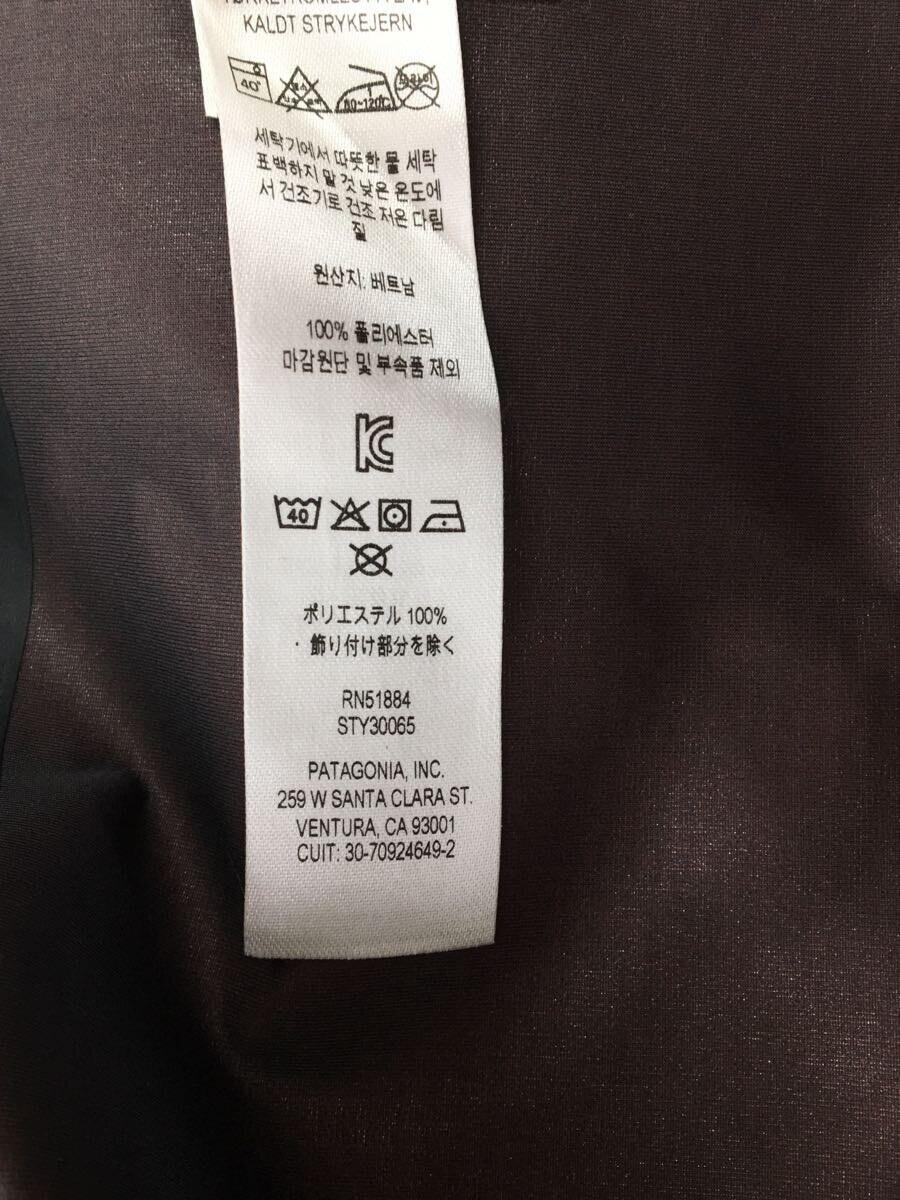 KALDT STRYKEJERN
40°
80~120℃
세탁기에서 따뜻한 물 세탁
표백하지 말 것 낮은 온도에
서 건조기로 건조 저온 다림
질
원산지: 베트남
100% 폴리에스터
마감원단 및 부속품 제외
KC
40
ポリエステル 100%
・飾り付け部分を除く
RN51884
STY30065
PATAGONIA, INC.
259 W SANTA CLARA ST.
VENTURA, CA 93001
CUIT: 30-70924649-2